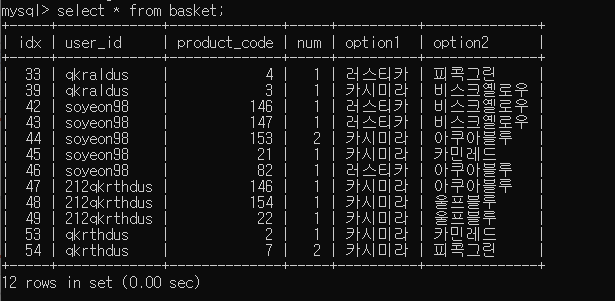 mysql> select * from basket;
+-----+------------+--------------+-----+----------+--------------+
| idx | user_id | product_code | num | option1 | option2 |
+-----+------------+--------------+-----+----------+--------------+
| 33 | qkraldus | 4 | 1 | 러스티카 | 피콕그린 |
| 39 | qkraldus | 3 | 1 | 카시미라 | 비스크옐로우 |
| 42 | soyeon98 | 146 | 1 | 러스티카 | 비스크옐로우 |
| 43 | soyeon98 | 147 | 1 | 러스티카 | 비스크옐로우 |
| 44 | soyeon98 | 153 | 2 | 카시미라 | 아쿠아블루 |
| 45 | soyeon98 | 21 | 1 | 카시미라 | 카민레드 |
| 46 | soyeon98 | 82 | 1 | 러스티카 | 아쿠아블루 |
| 47 | 212qkrthdus | 146 | 1 | 카시미라 | 아쿠아블루 |
| 48 | 212qkrthdus | 154 | 1 | 카시미라 | 울프블루 |
| 49 | 212qkrthdus | 22 | 1 | 카시미라 | 울프블루 |
| 53 | qkrthdus | 2 | 1 | 카시미라 | 카민레드 |
| 54 | qkrthdus | 7 | 2 | 카시미라 | 피콕그린 |
+-----+------------+--------------+-----+----------+--------------+
12 rows in set (0.00 sec)